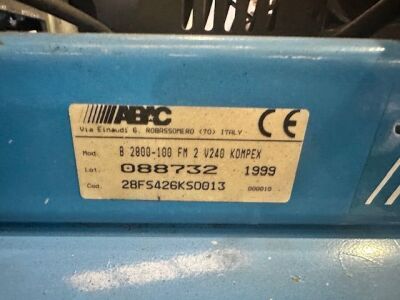 ABAC
Via Einaudi 6, ROBASSOMERO (TO) ITALY
CE
Mod. B 2800-100 FM 2 V240 KOMPEX
Lot. 088732 1999
Cod. 28FS426KS0013 000010